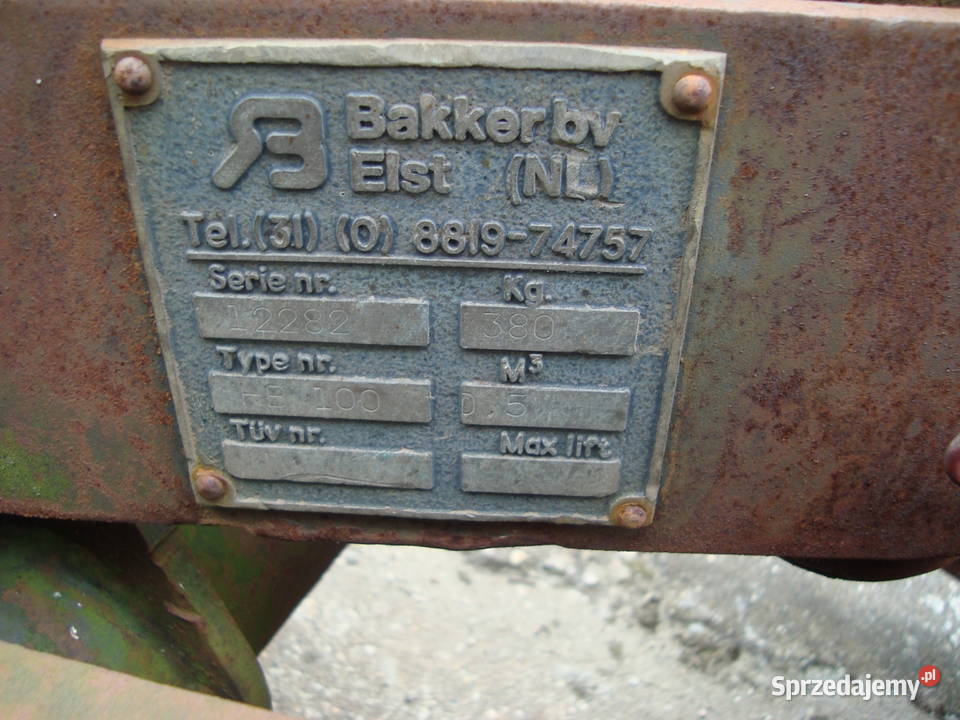 Bakker bv
Elst (NL)
Tel.(31) (0) 8819-74757
Serie nr. Kg.
12282 380
Type nr. M³
HE 100 0.5
Tüv nr. Max lift
Sprzedajemy.pl